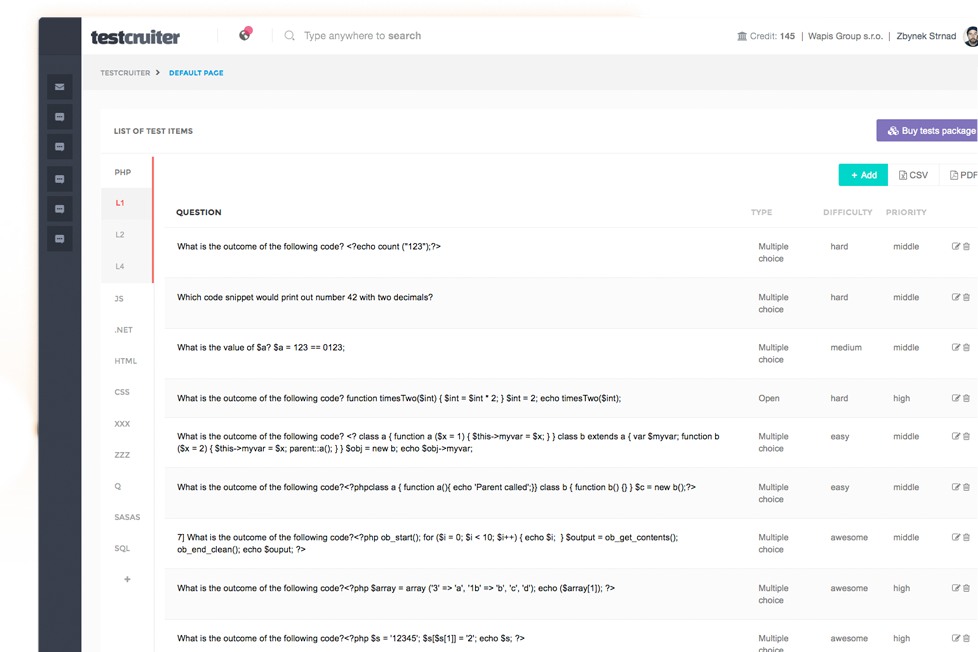 testcruiter
Type anywhere to search
Credit: 145 | Wapis Group s.r.o. | Zbynek Strnad
TESTCRUITER > DEFAULT PAGE
LIST OF TEST ITEMS
Buy tests package
+ Add
CSV
PDF
PHP
L1
L2
L4
JS
.NET
HTML
CSS
XXX
ZZZ
Q
SASAS
SQL
+
QUESTION TYPE DIFFICULTY PRIORITY
What is the outcome of the following code? <?echo count ("123");?> Multiple hard middle
choice
Which code snippet would print out number 42 with two decimals? Multiple hard middle
choice
What is the value of $a? $a = 123 == 0123; Multiple medium middle
choice
What is the outcome of the following code? function timesTwo($int) { $int = $int * 2; } $int = 2; echo timesTwo($int); Open hard high
What is the outcome of the following code? <? class a { function a ($x = 1) { $this->myvar = $x; } } class b extends a { var $myvar; function b Multiple easy middle
($x = 2) { $this->myvar = $x; parent::a(); } } $obj = new b; echo $obj->myvar; choice
What is the outcome of the following code?<?phpclass a { function a(){ echo 'Parent called';}} class b { function b() {} } $c = new b();?> Multiple easy middle
choice
7] What is the outcome of the following code?<?php ob_start(); for ($i = 0; $i < 10; $i++) { echo $i; } $output = ob_get_contents(); Multiple awesome middle
ob_end_clean(); echo $ouput; ?> choice
What is the outcome of the following code?<?php $array = array ('3' => 'a', '1b' => 'b', 'c', 'd'); echo ($array[1]); ?> Multiple awesome high
choice
What is the outcome of the following code?<?php $s = '12345'; $s[$s[1]] = '2'; echo $s; ?> Multiple awesome high
choice